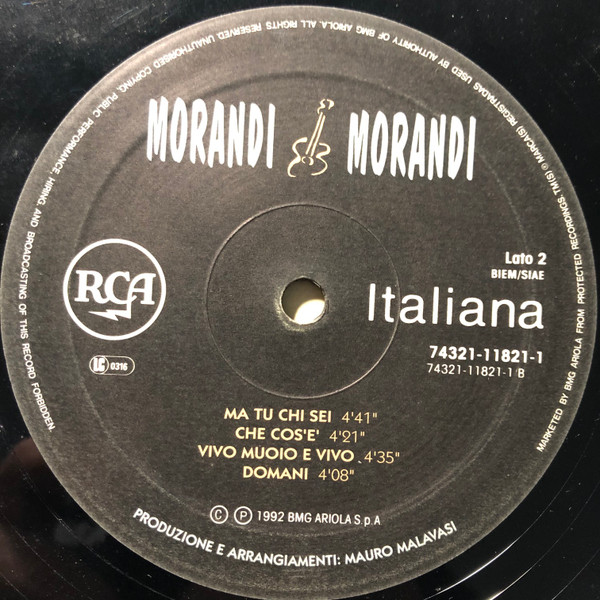 ALL RIGHTS RESERVED. UNAUTHORISED COPYING, PUBLIC PERFORMANCE, HIRING AND BROADCASTING OF THIS RECORD FORBIDDEN.
MARKETED BY BMG ARIOLA FROM PROTECTED RECORDINGS. TM(S) ® MARCA(S) REGISTRADAS USED BY AUTHORITY OF BMG ARIOLA.
MORANDI MORANDI
RCA
Lato 2
BIEM/SIAE
Italiana
74321-11821-1
74321-11821-1 B
LC 0316
MA TU CHI SEI 4'41"
CHE COS'E' 4'21"
VIVO MUOIO E VIVO 4'35"
DOMANI 4'08"
© ℗ 1992 BMG ARIOLA S.p.A
PRODUZIONE E ARRANGIAMENTI: MAURO MALAVASI